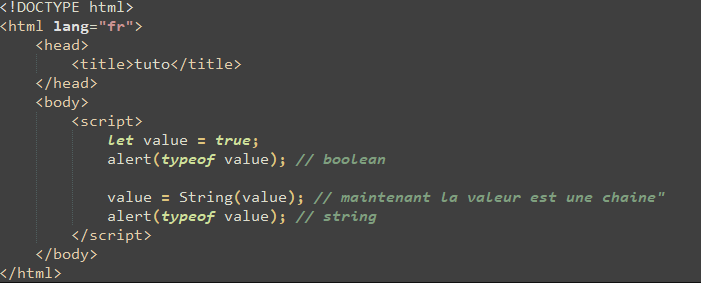 <!DOCTYPE html>
<html lang="fr">
<head>
<title>tuto</title>
</head>
<body>
<script>
let value = true;
alert(typeof value); // boolean
value = String(value); // maintenant la valeur est une chaine"
alert(typeof value); // string
</script>
</body>
</html>